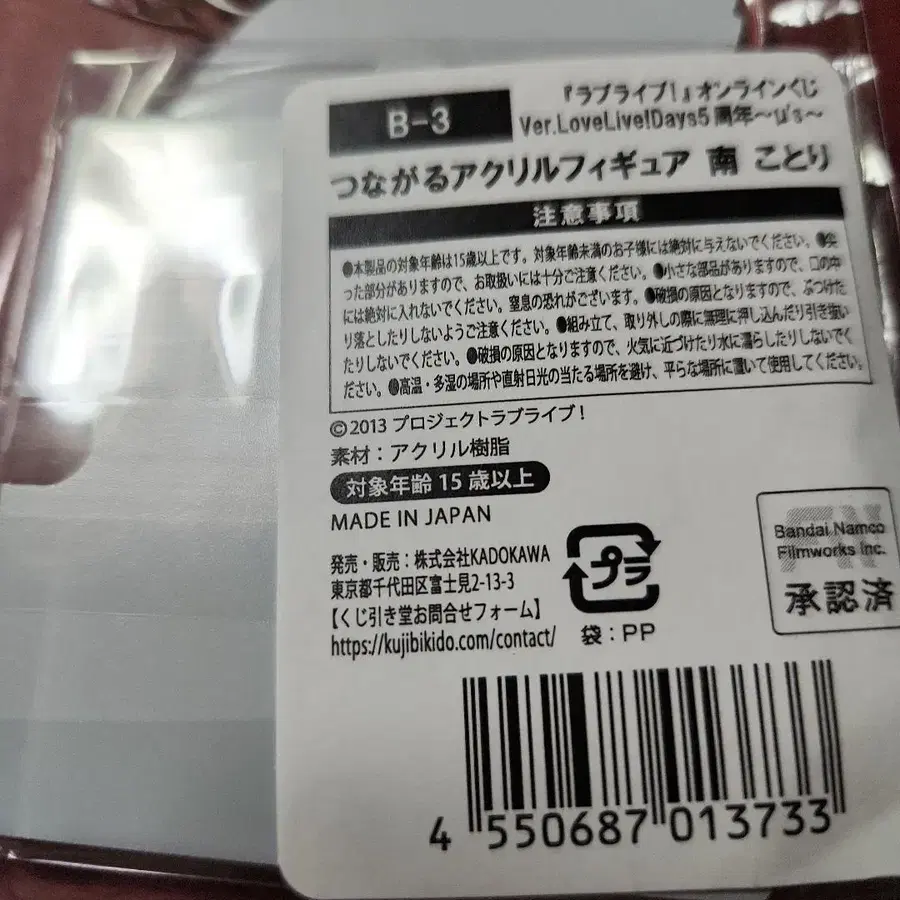 B-3
『ラブライブ!』オンラインくじ
Ver.LoveLive!Days5周年~μ's~
つながるアクリルフィギュア 南 ことり
注意事項
●本製品の対象年齢は15歳以上です。対象年齢未満のお子様には絶対に与えないでください。●尖
った部分がありますので、お取扱いには十分ご注意ください。●小さな部品がありますので、口の中
には絶対に入れないでください。窒息の恐れがございます。●破損の原因となりますので、ぶつけた
り落としたりしないようご注意ください。●組み立て、取り外しの際に無理に押し込んだり引き抜い
たりしないでください。●破損の原因となりますので、火気に近づけたり水に濡らしたりしないでく
ださい。●高温・多湿の場所や直射日光の当たる場所を避け、平らな場所に置いて使用してください。
©2013 プロジェクトラブライブ!
素材:アクリル樹脂
対象年齢 15 歳以上
MADE IN JAPAN
発売・販売:株式会社KADOKAWA
東京都千代田区富士見2-13-3
【くじ引き堂お問合せフォーム】
https://kujibikido.com/contact/
プラ
袋:PP
Bandai Namco
Filmworks Inc.
承認済
4 550687 013733